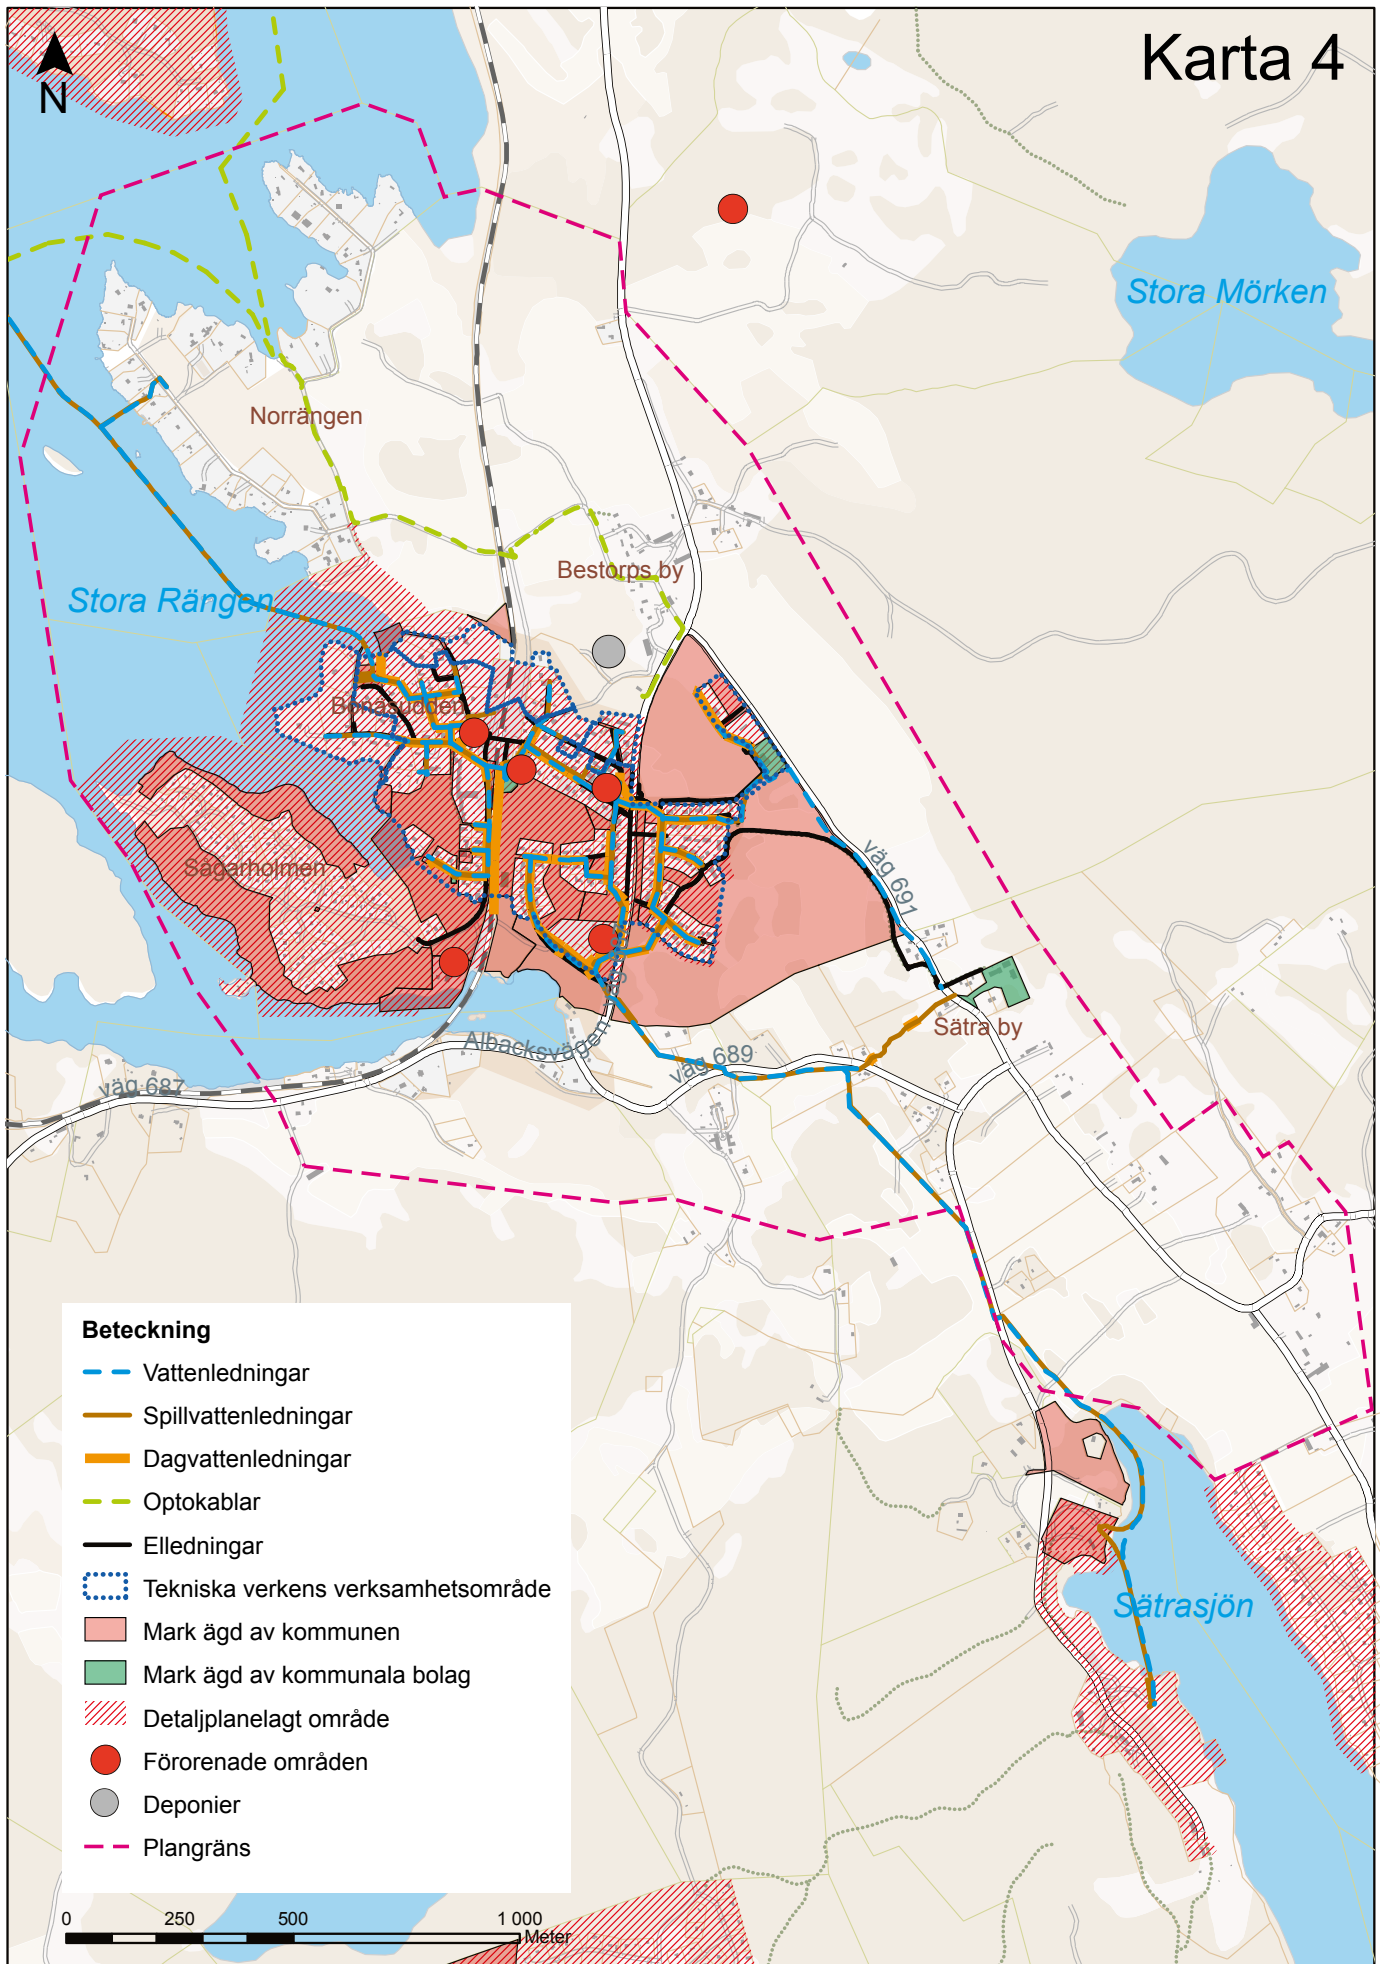 Karta 4
N
Stora Mörken
Norrängen
Bestorps by
Stora Rängen
Bonäsudden
Sågarholmen
väg 691
Sätra by
Albacksvägen
väg 689
väg 687
Sätrasjön
Beteckning
Vattenledningar
Spillvattenledningar
Dagvattenledningar
Optokablar
Elledningar
Tekniska verkens verksamhetsområde
Mark ägd av kommunen
Mark ägd av kommunala bolag
Detaljplanelagt område
Förorenade områden
Deponier
Plangräns
0 250 500 1 000
Meter